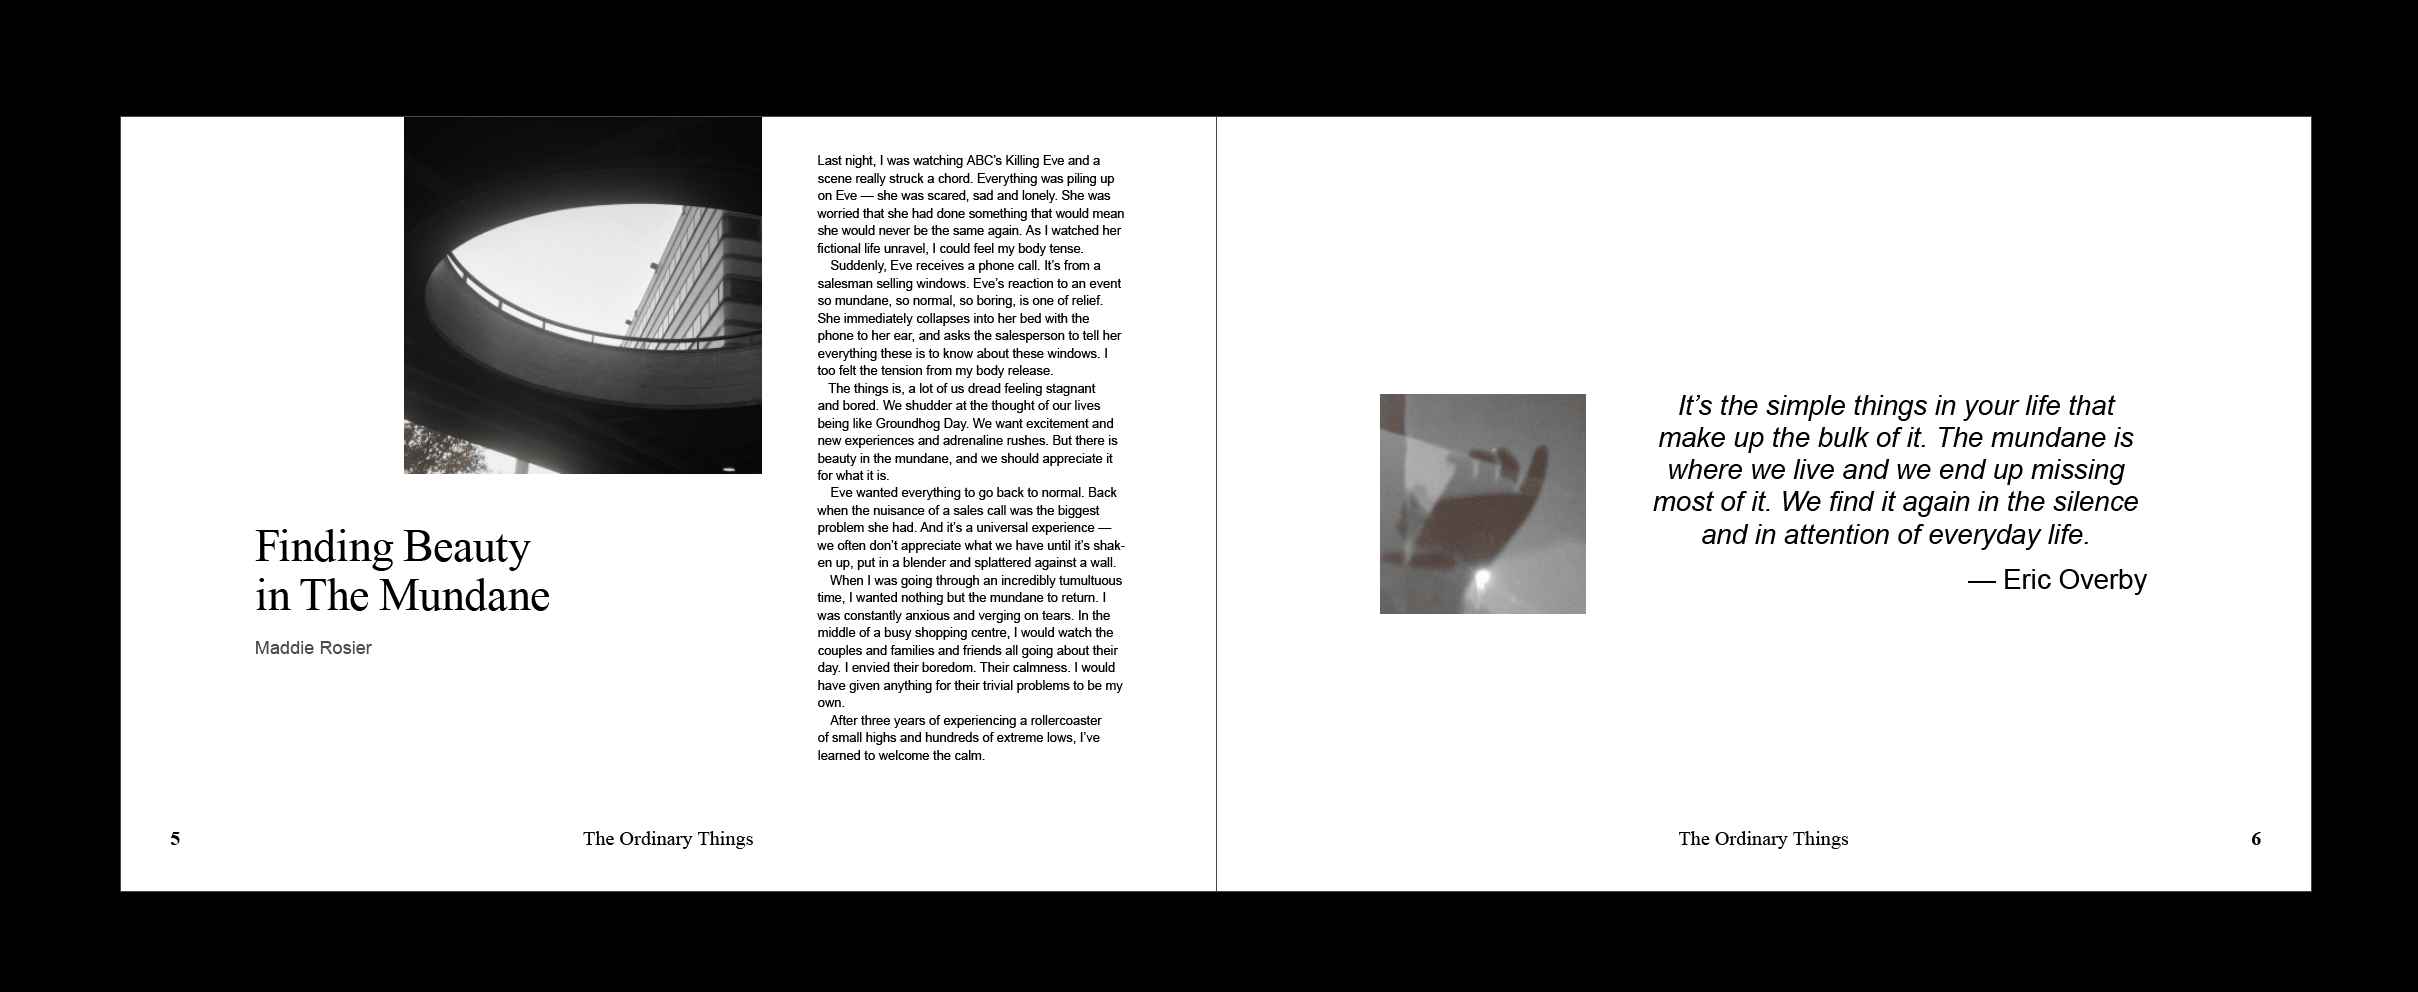 Finding Beauty
in The Mundane
Maddie Rosier
Last night, I was watching ABC’s Killing Eve and a
scene really struck a chord. Everything was piling up
on Eve — she was scared, sad and lonely. She was
worried that she had done something that would mean
she would never be the same again. As I watched her
fictional life unravel, I could feel my body tense.
Suddenly, Eve receives a phone call. It’s from a
salesman selling windows. Eve’s reaction to an event
so mundane, so normal, so boring, is one of relief.
She immediately collapses into her bed with the
phone to her ear, and asks the salesperson to tell her
everything these is to know about these windows. I
too felt the tension from my body release.
The things is, a lot of us dread feeling stagnant
and bored. We shudder at the thought of our lives
being like Groundhog Day. We want excitement and
new experiences and adrenaline rushes. But there is
beauty in the mundane, and we should appreciate it
for what it is.
Eve wanted everything to go back to normal. Back
when the nuisance of a sales call was the biggest
problem she had. And it’s a universal experience —
we often don’t appreciate what we have until it’s shak-
en up, put in a blender and splattered against a wall.
When I was going through an incredibly tumultuous
time, I wanted nothing but the mundane to return. I
was constantly anxious and verging on tears. In the
middle of a busy shopping centre, I would watch the
couples and families and friends all going about their
day. I envied their boredom. Their calmness. I would
have given anything for their trivial problems to be my
own.
After three years of experiencing a rollercoaster
of small highs and hundreds of extreme lows, I’ve
learned to welcome the calm.
5
The Ordinary Things
It’s the simple things in your life that
make up the bulk of it. The mundane is
where we live and we end up missing
most of it. We find it again in the silence
and in attention of everyday life.
— Eric Overby
The Ordinary Things
6